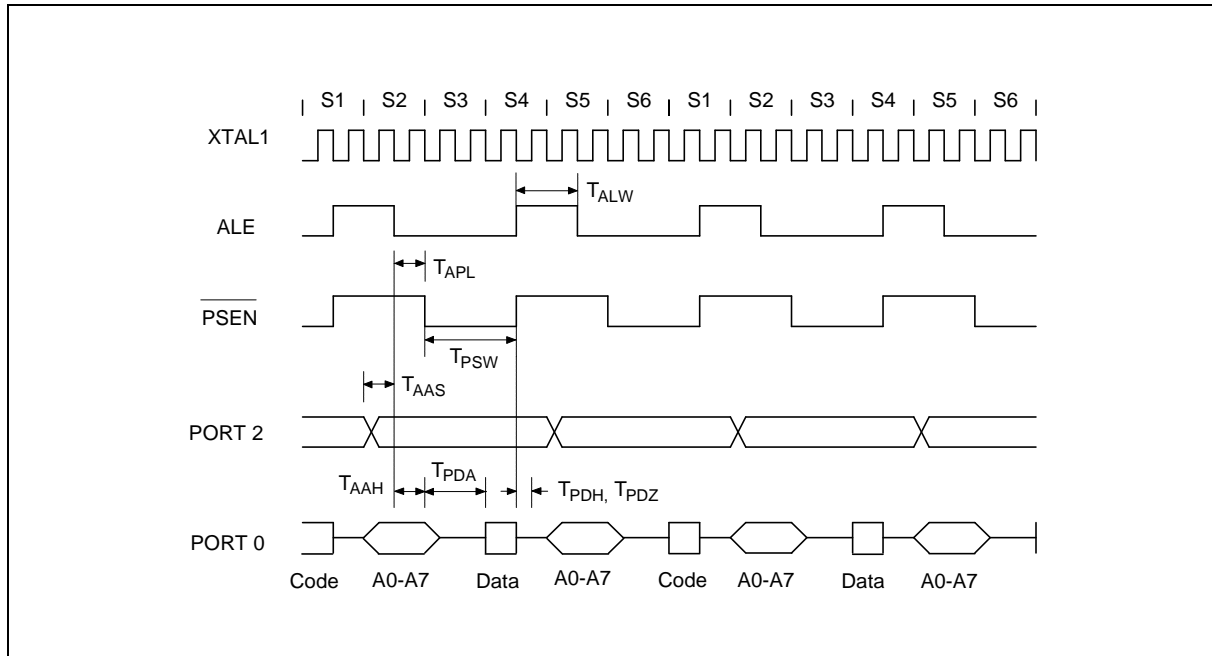 S1 S2 S3 S4 S5 S6 S1 S2 S3 S4 S5 S6
XTAL1
TALW
ALE
TAPL
PSEN
TPSW
TAAS
PORT 2
TAAH TPDA TPDH, TPDZ
PORT 0
Code A0-A7 Data A0-A7 Code A0-A7 Data A0-A7